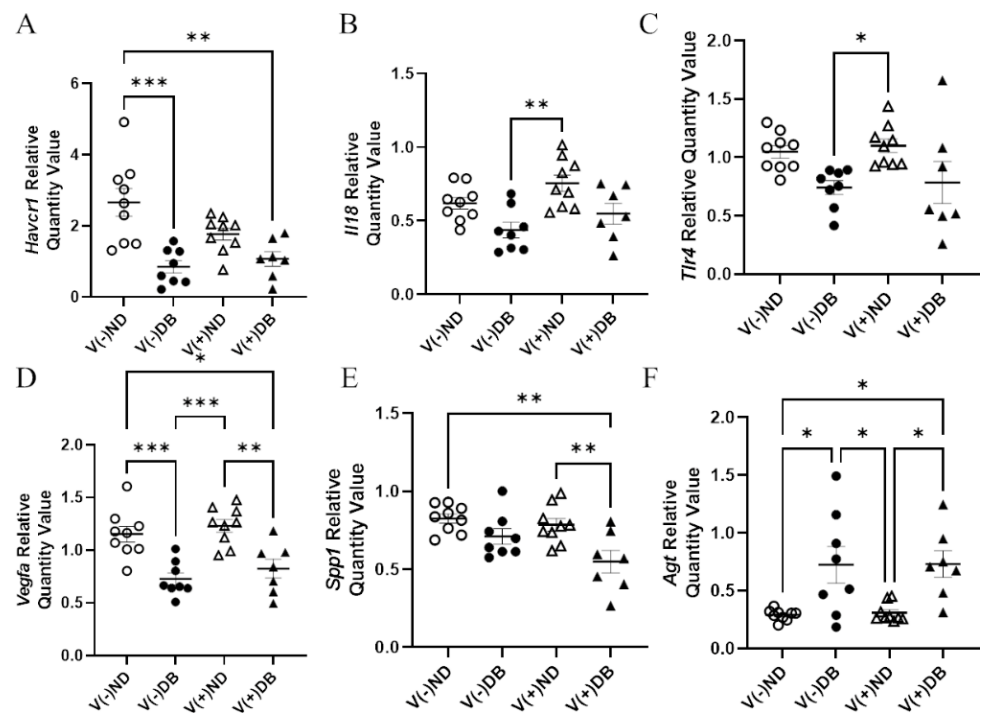 A
Havcr1 Relative
Quantity Value
6
4
2
0
**
***
V(-)ND
V(-)DB
V(+)ND
V(+)DB
B
Il18 Relative
Quantity Value
1.5
1.0
0.5
0.0
**
V(-)ND
V(-)DB
V(+)ND
V(+)DB
C
Tlr4 Relative Quantity Value
2.0
1.5
1.0
0.5
0.0
*
V(-)ND
V(-)DB
V(+)ND
V(+)DB
D
Vegfa Relative
Quantity Value
2.0
1.5
1.0
0.5
0.0
*
***
***
**
V(-)ND
V(-)DB
V(+)ND
V(+)DB
E
Spp1 Relative
Quantity Value
1.5
1.0
0.5
0.0
**
**
V(-)ND
V(-)DB
V(+)ND
V(+)DB
F
Agt Relative
Quantity Value
2.0
1.5
1.0
0.5
0.0
*
*
*
*
V(-)ND
V(-)DB
V(+)ND
V(+)DB